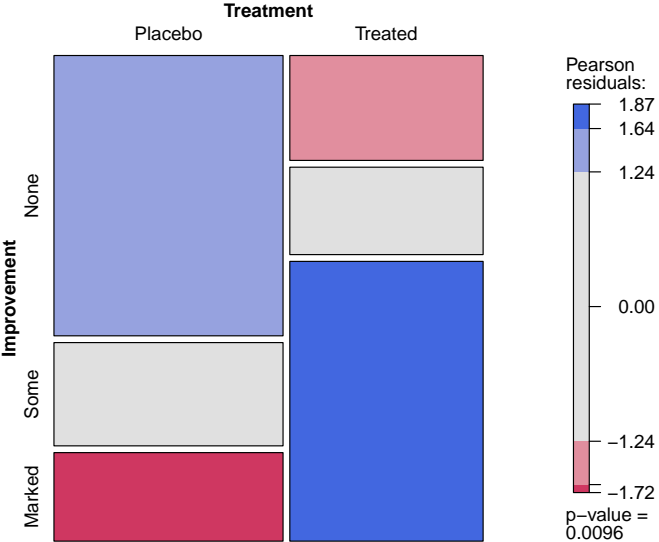 Treatment
Placebo
Treated
Improvement
None
Some
Marked
Pearson
residuals:
1.87
1.64
1.24
0.00
−1.24
−1.72
p−value =
0.0096